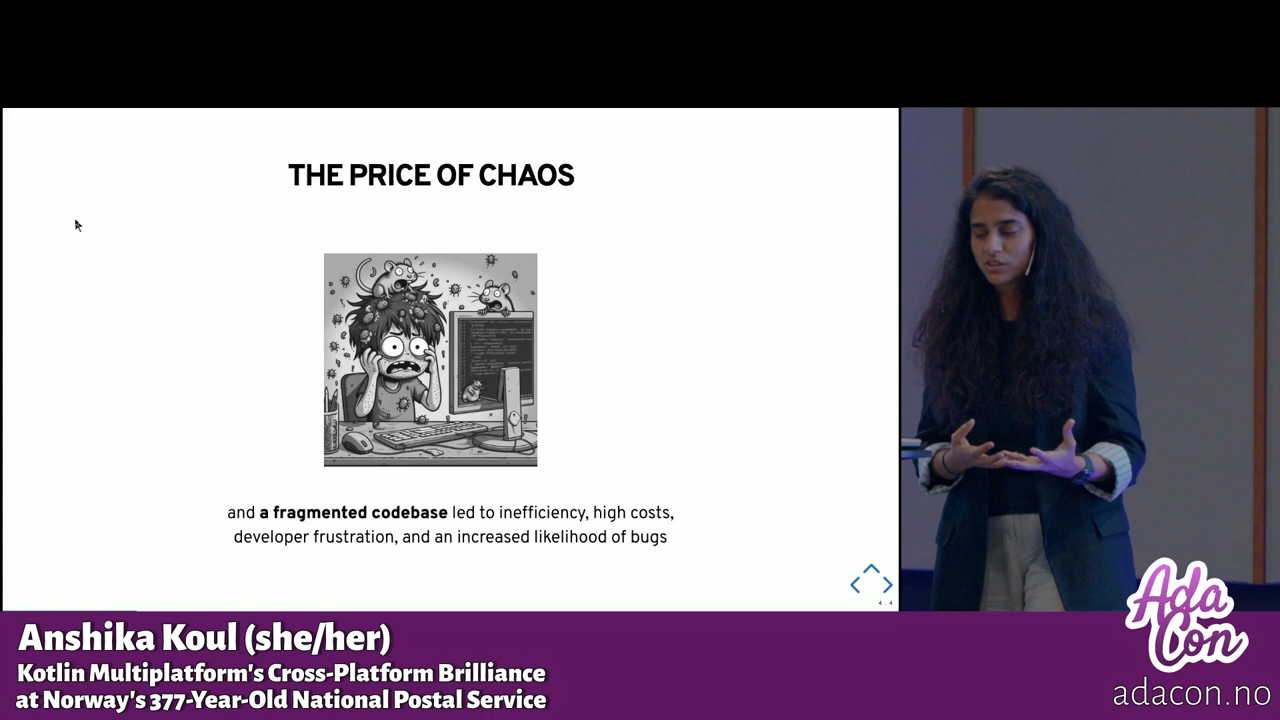 THE PRICE OF CHAOS
and a fragmented codebase led to inefficiency, high costs,
developer frustration, and an increased likelihood of bugs
4.4
Anshika Koul (she/her)
Kotlin Multiplatform's Cross-Platform Brilliance
at Norway's 377-Year-Old National Postal Service
Ada
Con
adacon.no